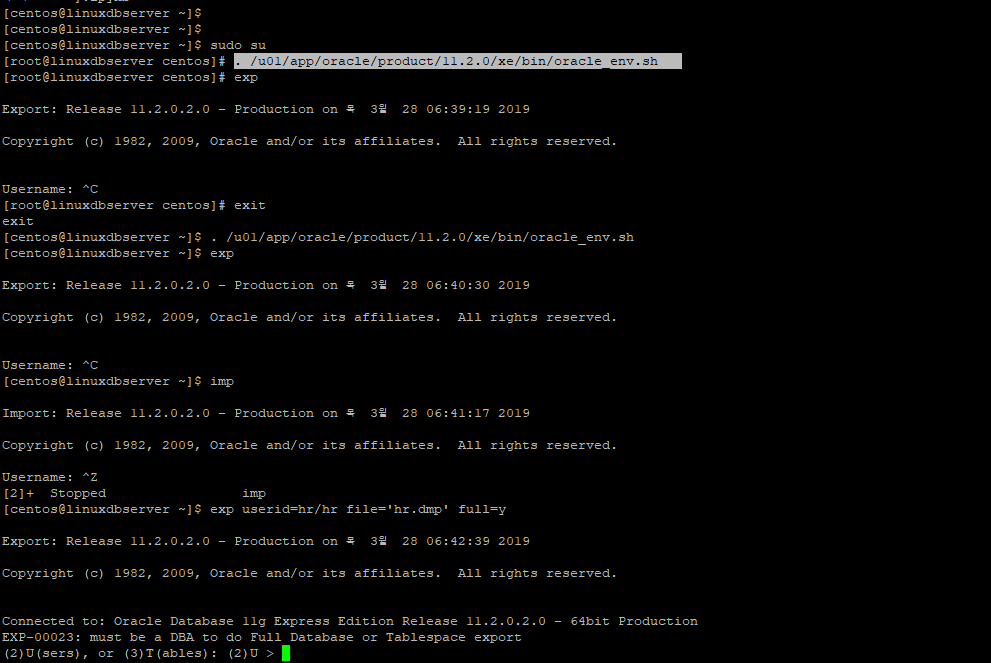 [centos@linuxdbserver ~]$
[centos@linuxdbserver ~]$
[centos@linuxdbserver ~]$ sudo su
[root@linuxdbserver centos]# . /u01/app/oracle/product/11.2.0/xe/bin/oracle_env.sh
[root@linuxdbserver centos]# exp
Export: Release 11.2.0.2.0 - Production on 목 3월 28 06:39:19 2019
Copyright (c) 1982, 2009, Oracle and/or its affiliates.  All rights reserved.
Username: ^C
[root@linuxdbserver centos]# exit
exit
[centos@linuxdbserver ~]$ . /u01/app/oracle/product/11.2.0/xe/bin/oracle_env.sh
[centos@linuxdbserver ~]$ exp
Export: Release 11.2.0.2.0 - Production on 목 3월 28 06:40:30 2019
Copyright (c) 1982, 2009, Oracle and/or its affiliates.  All rights reserved.
Username: ^C
[centos@linuxdbserver ~]$ imp
Import: Release 11.2.0.2.0 - Production on 목 3월 28 06:41:17 2019
Copyright (c) 1982, 2009, Oracle and/or its affiliates.  All rights reserved.
Username: ^Z
[2]+  Stopped                 imp
[centos@linuxdbserver ~]$ exp userid=hr/hr file='hr.dmp' full=y
Export: Release 11.2.0.2.0 - Production on 목 3월 28 06:42:39 2019
Copyright (c) 1982, 2009, Oracle and/or its affiliates.  All rights reserved.
Connected to: Oracle Database 11g Express Edition Release 11.2.0.2.0 - 64bit Production
EXP-00023: must be a DBA to do Full Database or Tablespace export
(2)U(sers), or (3)T(ables): (2)U >